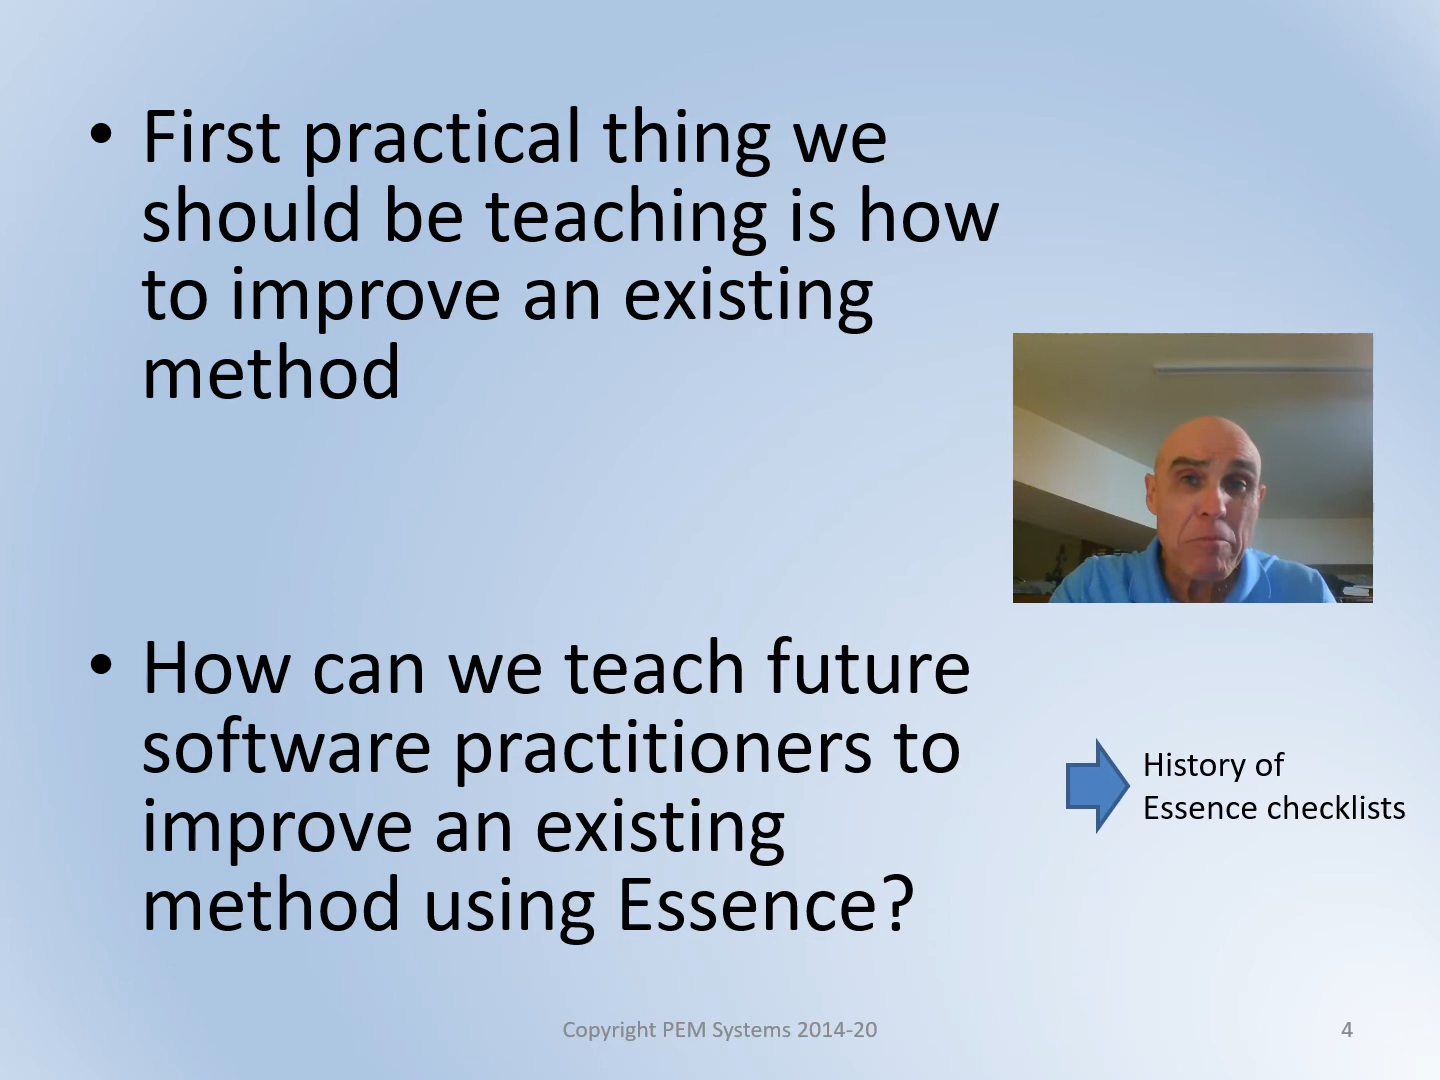 • First practical thing we
should be teaching is how
to improve an existing
method
• How can we teach future
software practitioners to
improve an existing
method using Essence?
History of
Essence checklists
Copyright PEM Systems 2014-20
4